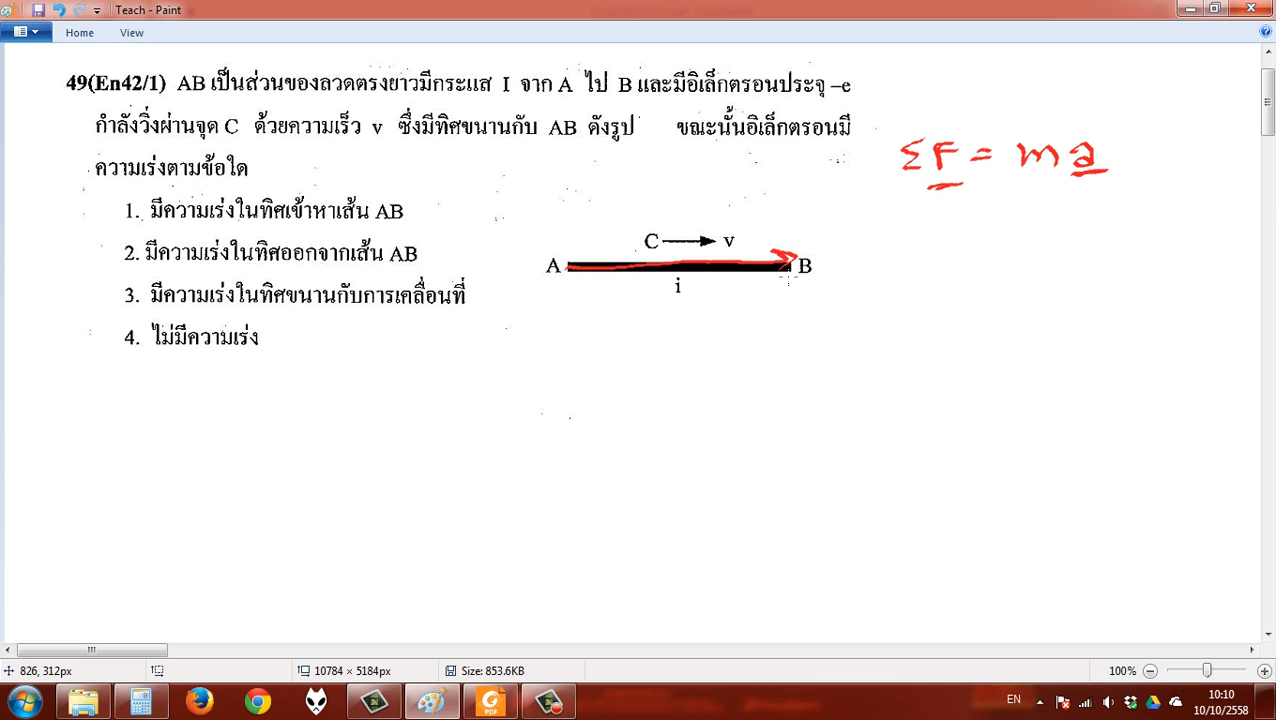 Teach - Paint
Home View
49(En42/1) AB เป็นส่วนของลวดตรงยาวมีกระแส I จาก A ไป B และมีอิเล็กตรอนประจุ –e
กำลังวิ่งผ่านจุด C ด้วยความเร็ว v ซึ่งมีทิศขนานกับ AB ดังรูป ขณะนั้นอิเล็กตรอนมี
ความเร่งตามข้อใด
ΣF = ma
1. มีความเร่งในทิศเข้าหาเส้น AB
2. มีความเร่งในทิศออกจากเส้น AB
3. มีความเร่งในทิศขนานกับการเคลื่อนที่
4. ไม่มีความเร่ง
C v
A B
i
826, 312px 10784 × 5184px Size: 853.6KB 100%
PDF EN 10:10
10/10/2558